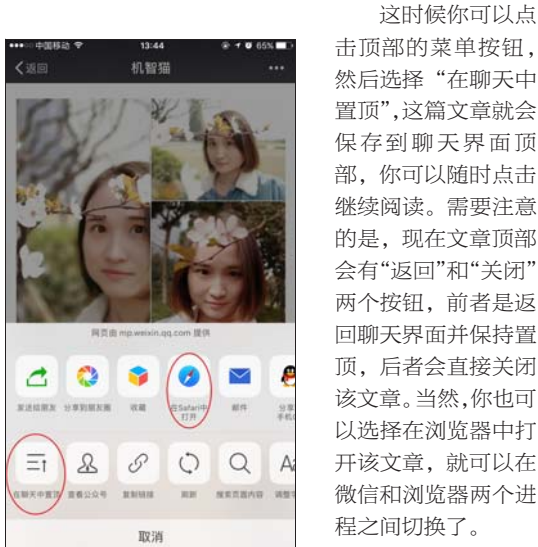 中国移动 13:44 65%
返回 机智猫
网页由 mp.weixin.qq.com 提供
发送给朋友 分享到朋友圈 收藏 在Safari中打开 邮件 分享
手机
在聊天中置顶 查看公众号 复制链接 刷新 搜索页面内容 调整
取消
这时候你可以点
击顶部的菜单按钮，
然后选择“在聊天中
置顶”,这篇文章就会
保存到聊天界面顶
部，你可以随时点击
继续阅读。需要注意
的是，现在文章顶部
会有“返回”和“关闭”
两个按钮，前者是返
回聊天界面并保持置
顶，后者会直接关闭
该文章。当然,你也可
以选择在浏览器中打
开该文章，就可以在
微信和浏览器两个进
程之间切换了。